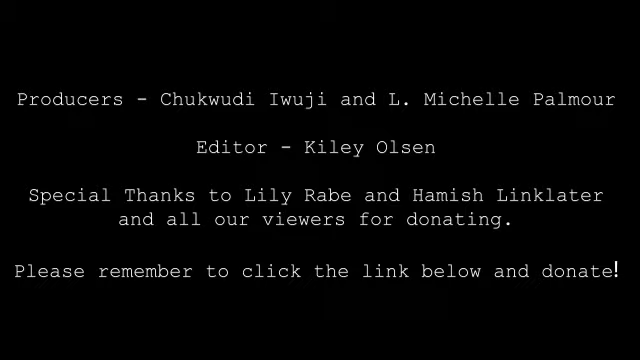 Producers - Chukwudi Iwuji and L. Michelle Palmour
Editor - Kiley Olsen
Special Thanks to Lily Rabe and Hamish Linklater
and all our viewers for donating.
Please remember to click the link below and donate!